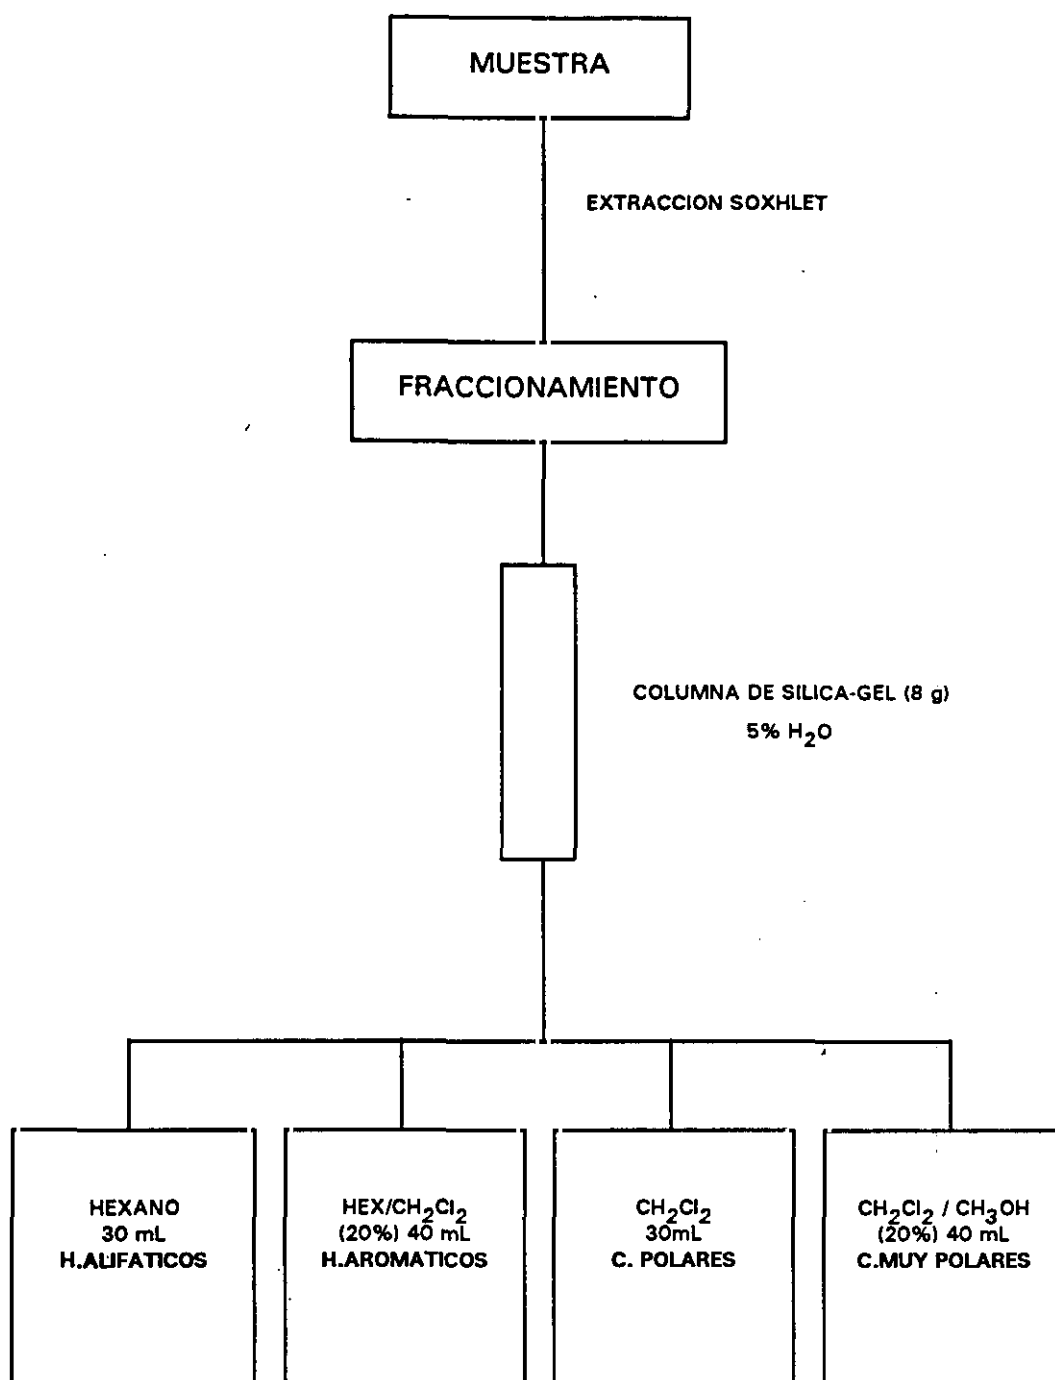 MUESTRA
EXTRACCION SOXHLET
FRACCIONAMIENTO
COLUMNA DE SILICA-GEL (8 g)
5% H₂O
HEXANO
30 mL
H.ALIFATICOS
HEX/CH₂Cl₂
(20%) 40 mL
H.AROMATICOS
CH₂Cl₂
30mL
C. POLARES
CH₂Cl₂ / CH₃OH
(20%) 40 mL
C.MUY POLARES